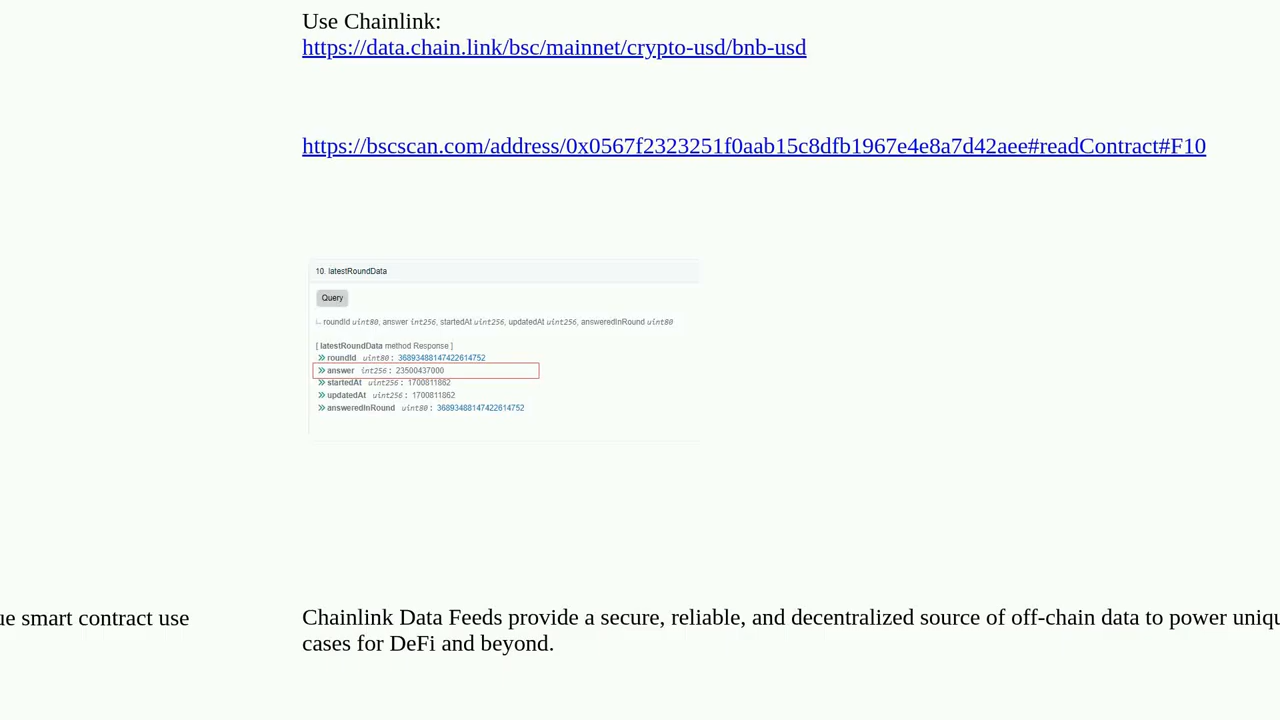 Use Chainlink:
https://data.chain.link/bsc/mainnet/crypto-usd/bnb-usd
https://bscscan.com/address/0x0567f2323251f0aab15c8dfb1967e4e8a7d42aee#readContract#F10
10. latestRoundData
Query
roundId uint80, answer int256, startedAt uint256, updatedAt uint256, answeredInRound uint80
[ latestRoundData method Response ]
roundId uint80 : 36893488147422614752
answer int256 : 23500437000
startedAt uint256 : 1700811862
updatedAt uint256 : 1700811862
answeredInRound uint80 : 36893488147422614752
ue smart contract use
Chainlink Data Feeds provide a secure, reliable, and decentralized source of off-chain data to power uniqu
cases for DeFi and beyond.